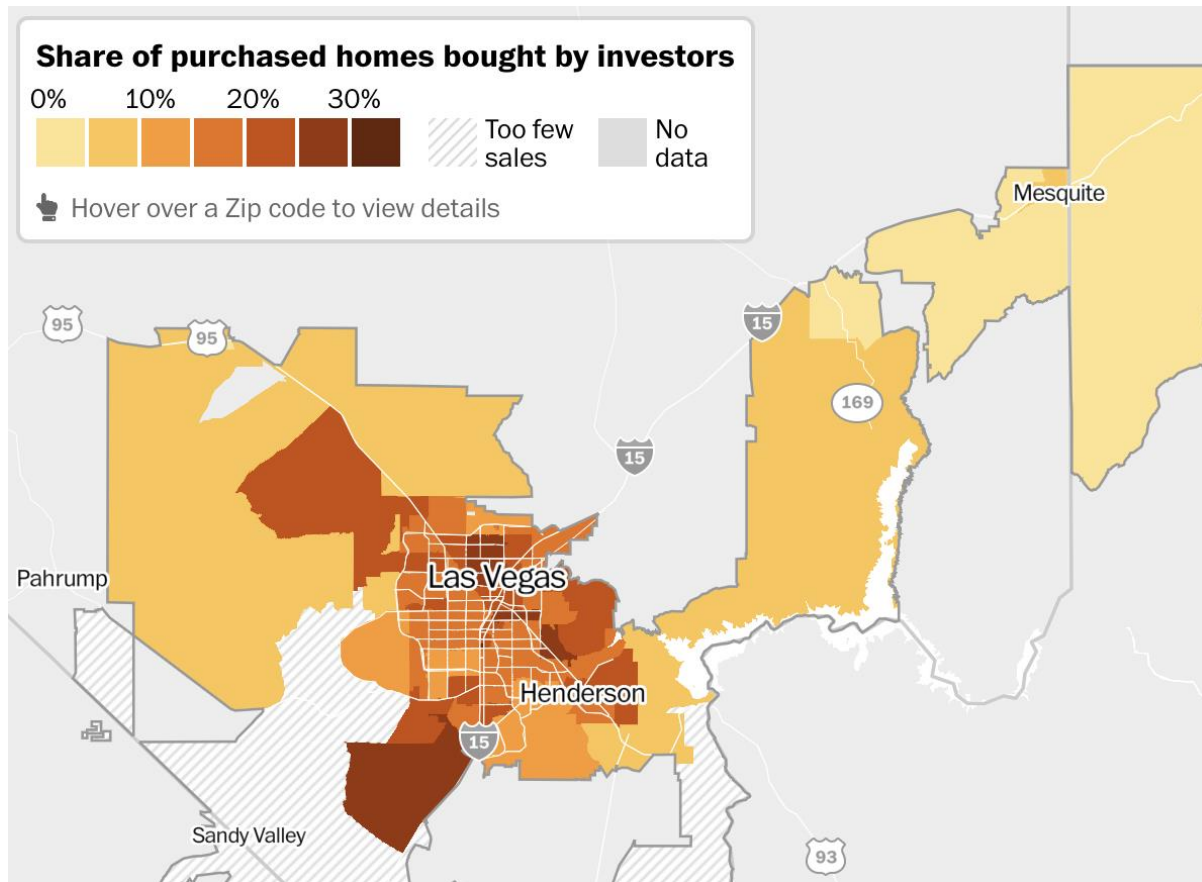 Share of purchased homes bought by investors
0% 10% 20% 30%
Too few
sales
No
data
Hover over a Zip code to view details
Mesquite
95
95
15
169
15
Pahrump
Las Vegas
Henderson
15
Sandy Valley
93